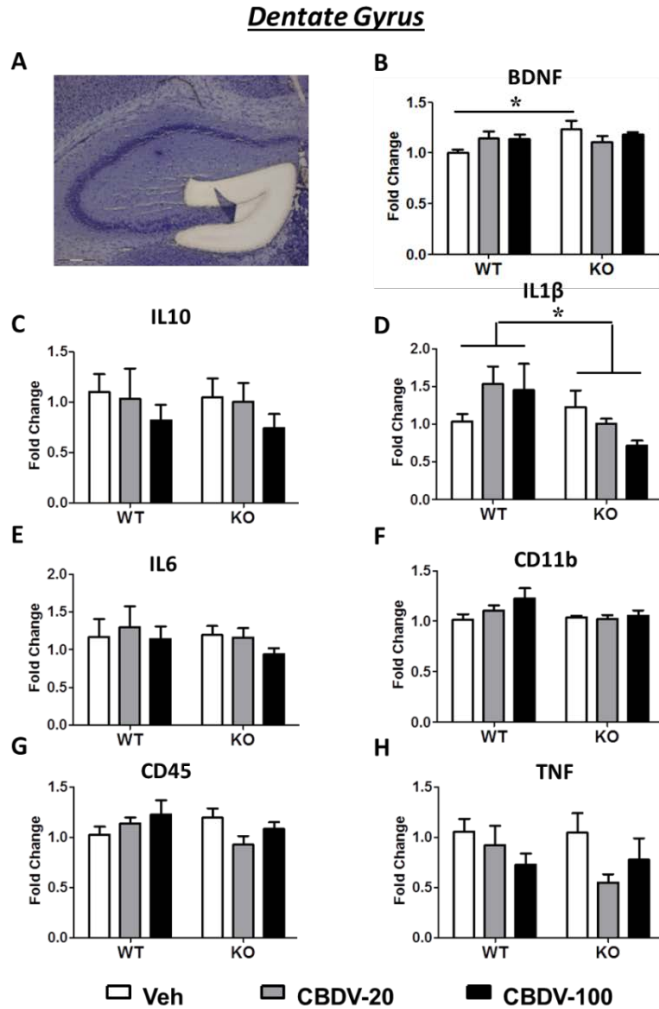 Dentate Gyrus
A
B
BDNF
*
Fold Change
1.5
1.0
0.5
0.0
WT KO
C
IL10
Fold Change
1.5
1.0
0.5
0.0
WT KO
D
IL1β
*
Fold Change
2.0
1.5
1.0
0.5
0.0
WT KO
E
IL6
Fold Change
2.0
1.5
1.0
0.5
0.0
WT KO
F
CD11b
Fold Change
1.5
1.0
0.5
0.0
WT KO
G
CD45
Fold Change
1.5
1.0
0.5
0.0
WT KO
H
TNF
Fold Change
1.5
1.0
0.5
0.0
WT KO
Veh CBDV-20 CBDV-100